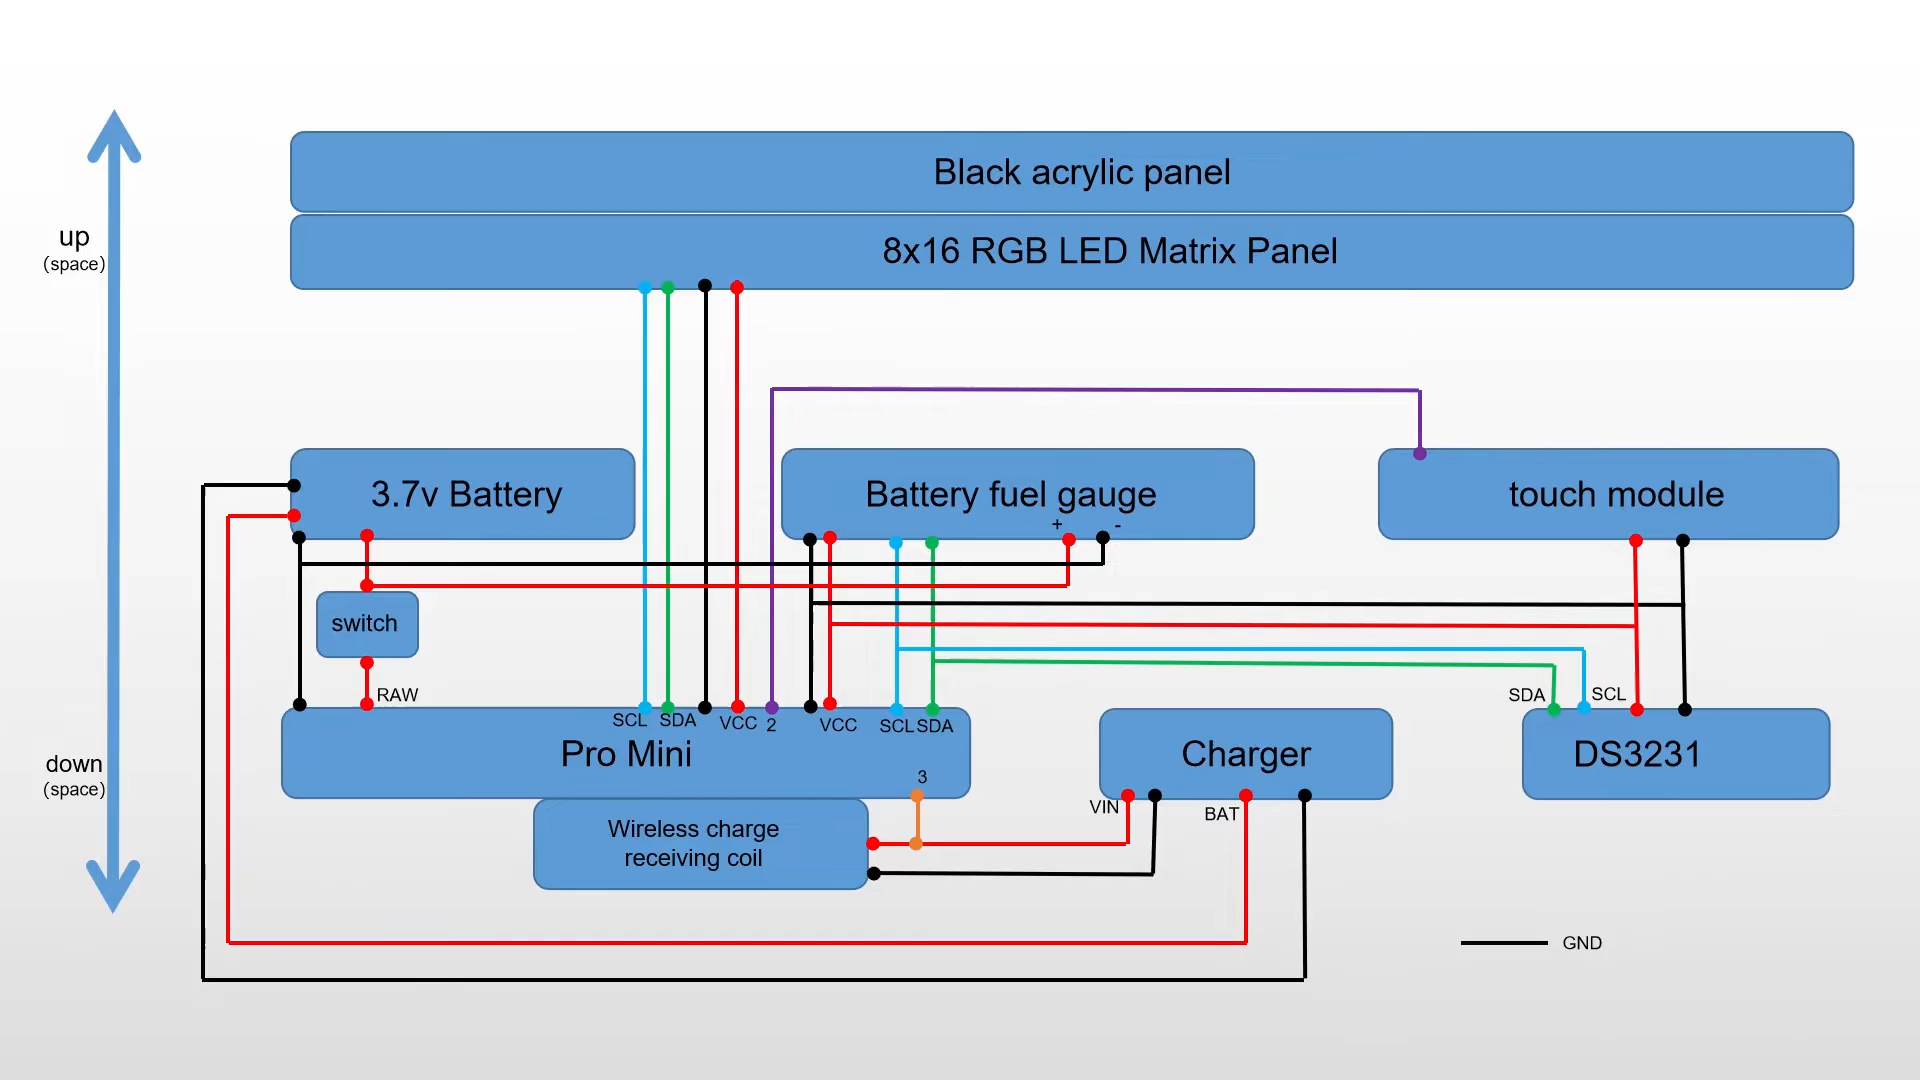 Black acrylic panel
up
(space)
8x16 RGB LED Matrix Panel
3.7v Battery
Battery fuel gauge
+ -
touch module
switch
RAW
SDA SCL
SCL SDA VCC 2 VCC SCL SDA
Pro Mini
Charger
DS3231
down
(space)
3
VIN
BAT
Wireless charge
receiving coil
GND